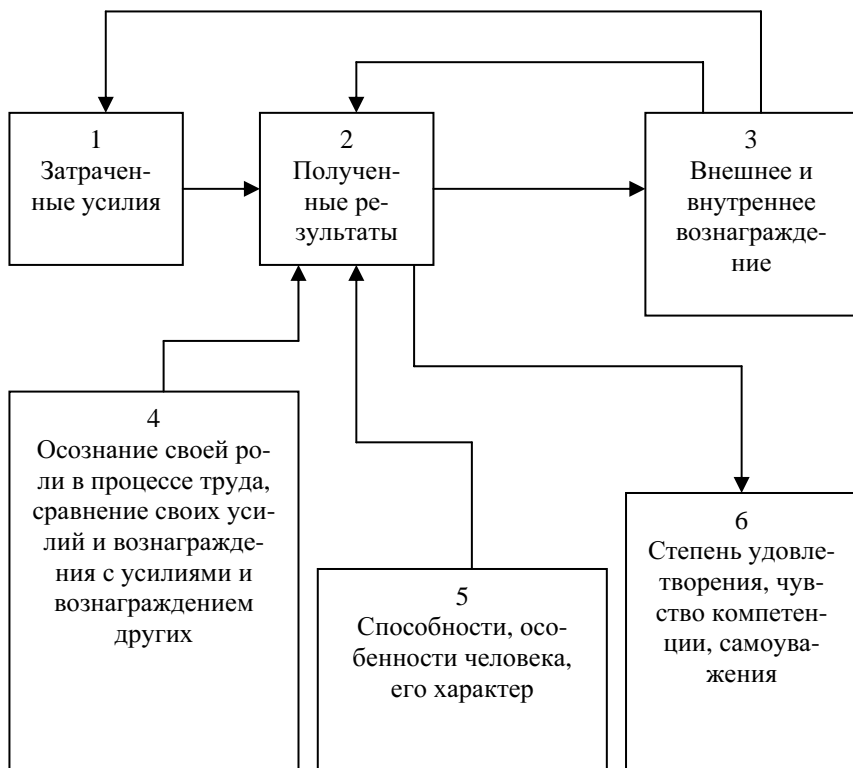 1
Затрачен-
ные усилия
2
Получен-
ные ре-
зультаты
3
Внешнее и
внутреннее
вознагражде-
ние
4
Осознание своей ро-
ли в процессе труда,
сравнение своих уси-
лий и вознагражде-
ния с усилиями и
вознаграждением
других
5
Способности, осо-
бенности человека,
его характер
6
Степень удовле-
творения, чув-
ство компетен-
ции, самоува-
жения